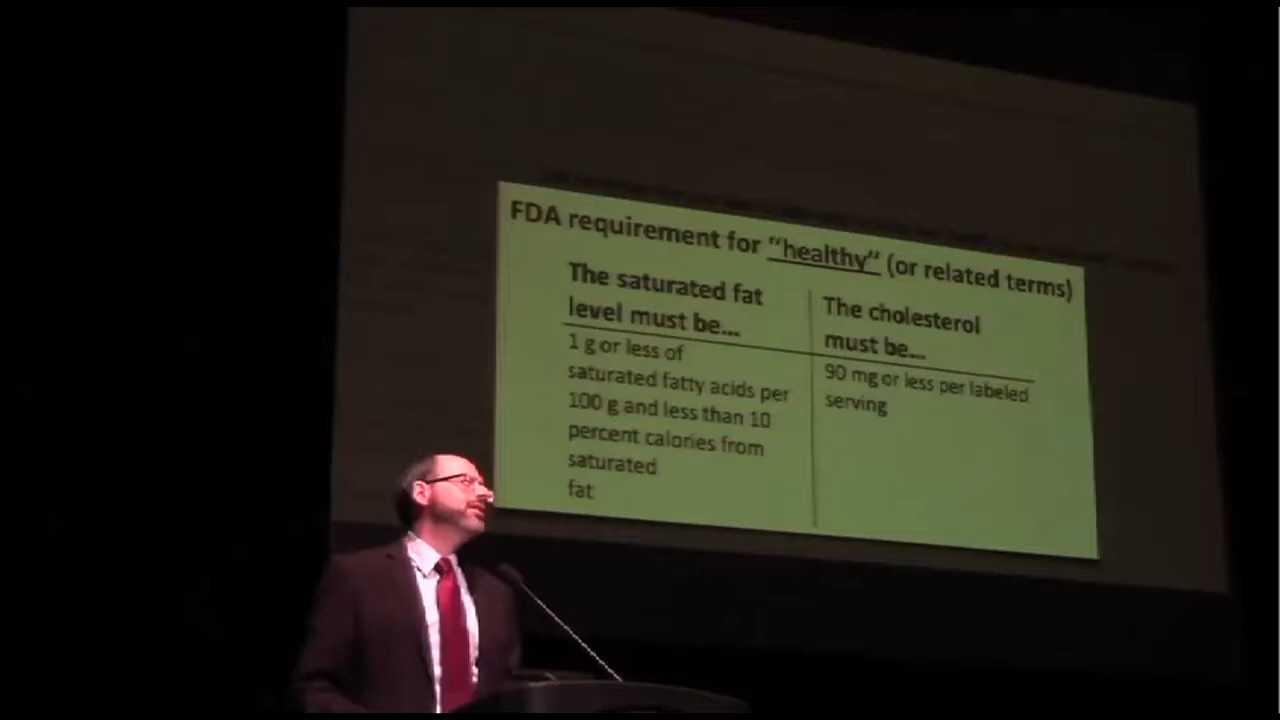 FDA requirement for “healthy” (or related terms)
The saturated fat
level must be...
1 g or less of
saturated fatty acids per
100 g and less than 10
percent calories from
saturated
fat
The cholesterol
must be...
90 mg or less per labeled
serving